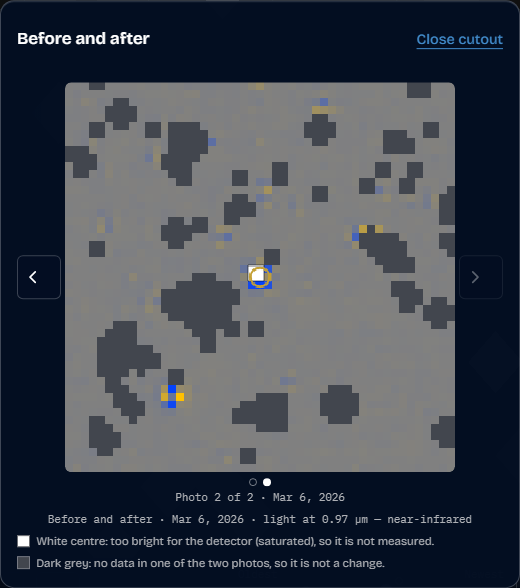 Before and after
Close cutout
Photo 2 of 2 · Mar 6, 2026
Before and after · Mar 6, 2026 · light at 0.97 µm — near-infrared
White centre: too bright for the detector (saturated), so it is not measured.
Dark grey: no data in one of the two photos, so it is not a change.